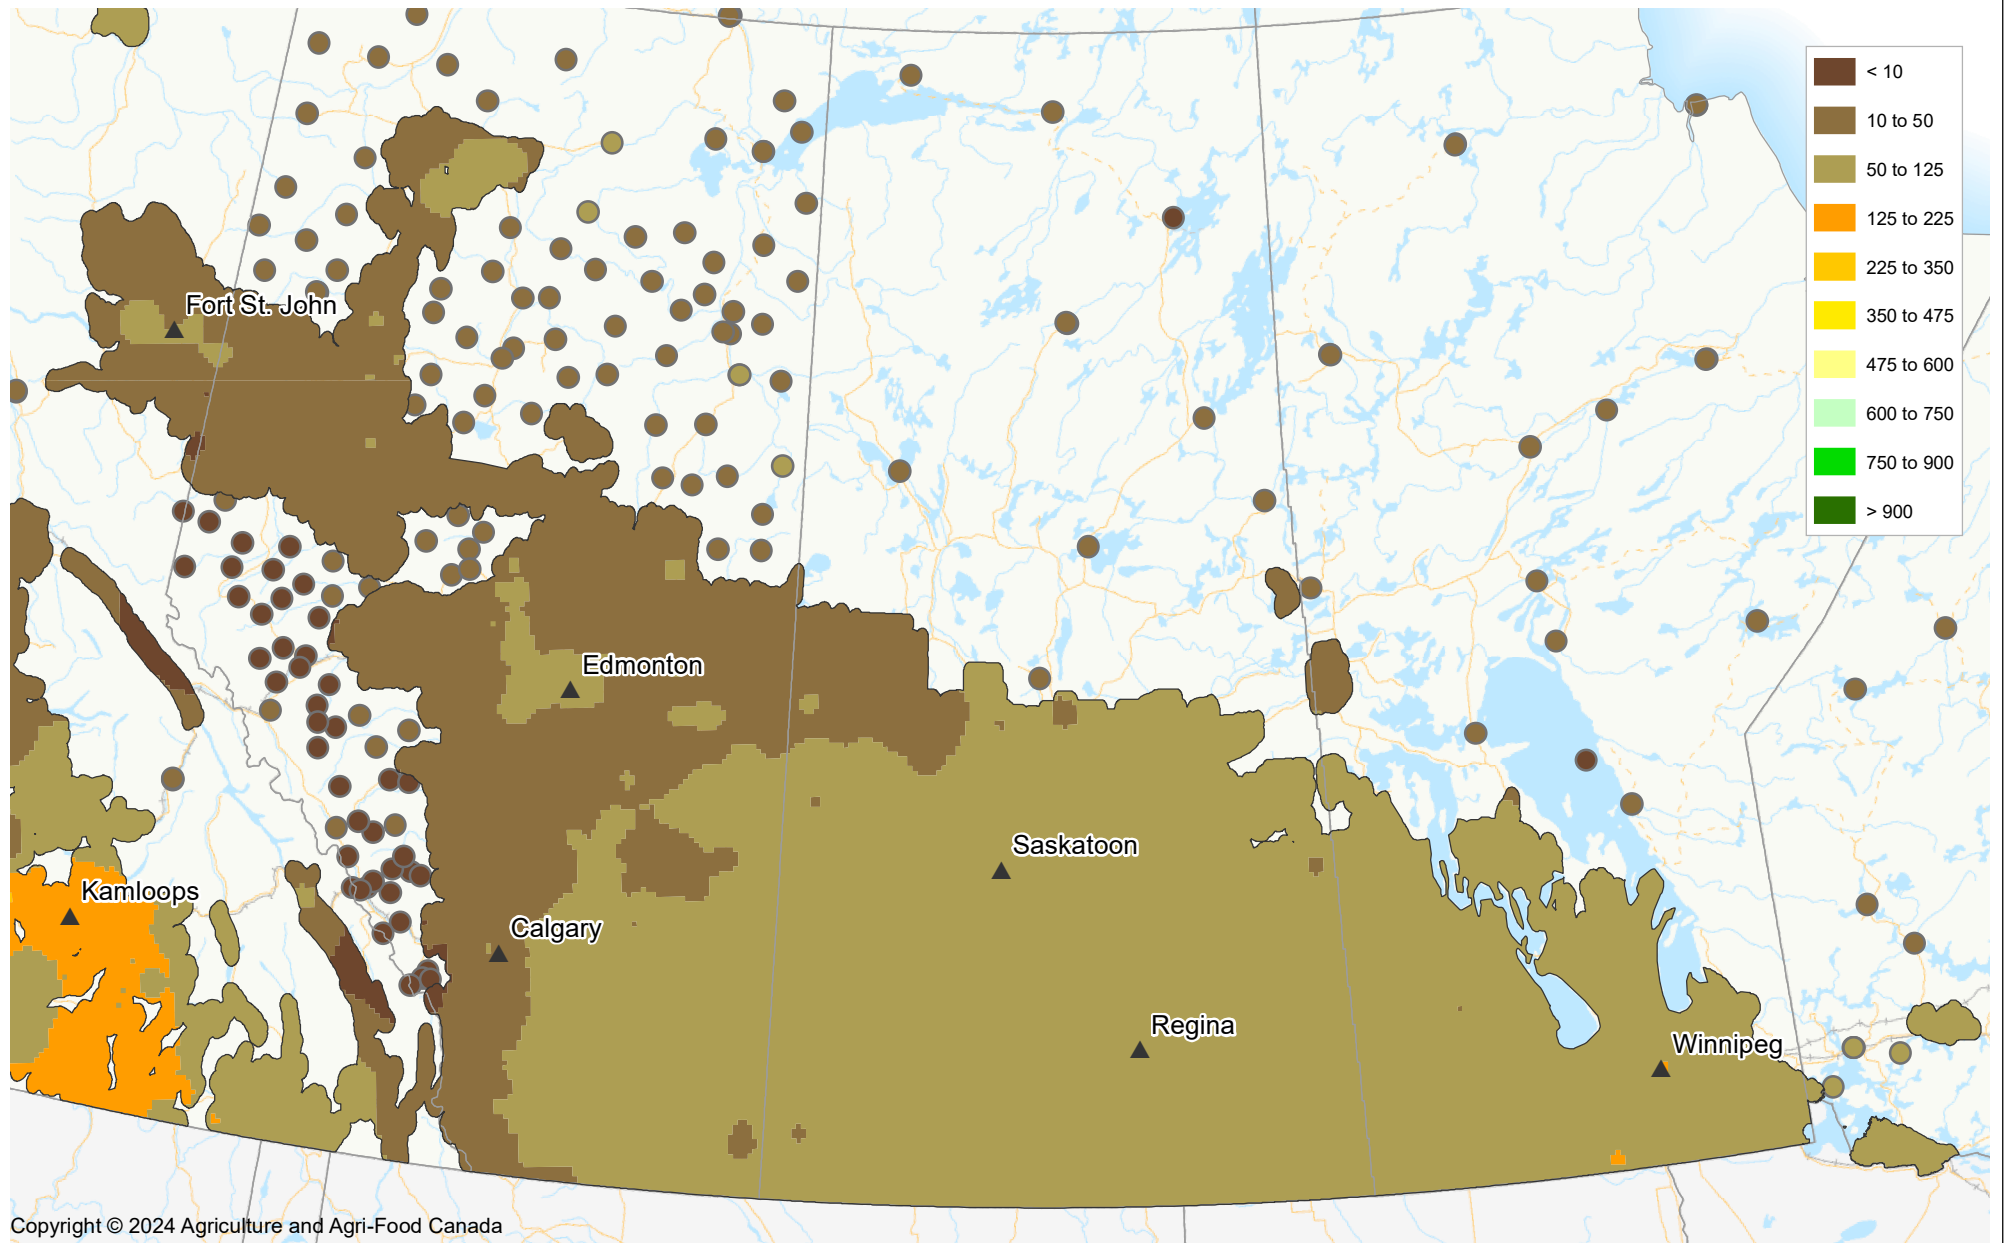 < 10
10 to 50
50 to 125
125 to 225
225 to 350
350 to 475
475 to 600
600 to 750
750 to 900
> 900
Fort St. John
Edmonton
Saskatoon
Kamloops
Calgary
Regina
Winnipeg
Copyright © 2024 Agriculture and Agri-Food Canada